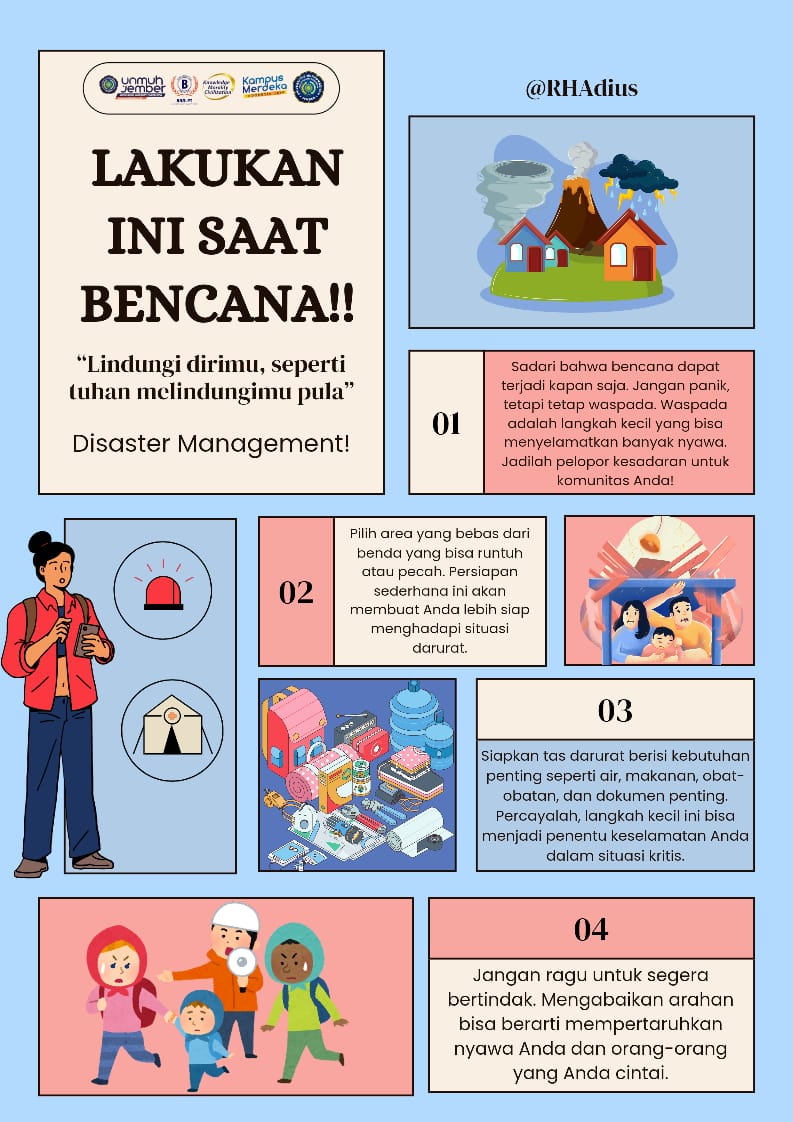 unmuh
jember
Knowledge
Morality
Civilization
Kampus
Merdeka
INDONESIA JAYA
@RHAdius
LAKUKAN
INI SAAT
BENCANA!!
“Lindungi dirimu, seperti
tuhan melindungimu pula”
Disaster Management!
01
Sadari bahwa bencana dapat
terjadi kapan saja. Jangan panik,
tetapi tetap waspada. Waspada
adalah langkah kecil yang bisa
menyelamatkan banyak nyawa.
Jadilah pelopor kesadaran untuk
komunitas Anda!
02
Pilih area yang bebas dari
benda yang bisa runtuh
atau pecah. Persiapan
sederhana ini akan
membuat Anda lebih siap
menghadapi situasi
darurat.
03
Siapkan tas darurat berisi kebutuhan
penting seperti air, makanan, obat-
obatan, dan dokumen penting.
Percayalah, langkah kecil ini bisa
menjadi penentu keselamatan Anda
dalam situasi kritis.
04
Jangan ragu untuk segera
bertindak. Mengabaikan arahan
bisa berarti mempertaruhkan
nyawa Anda dan orang-orang
yang Anda cintai.